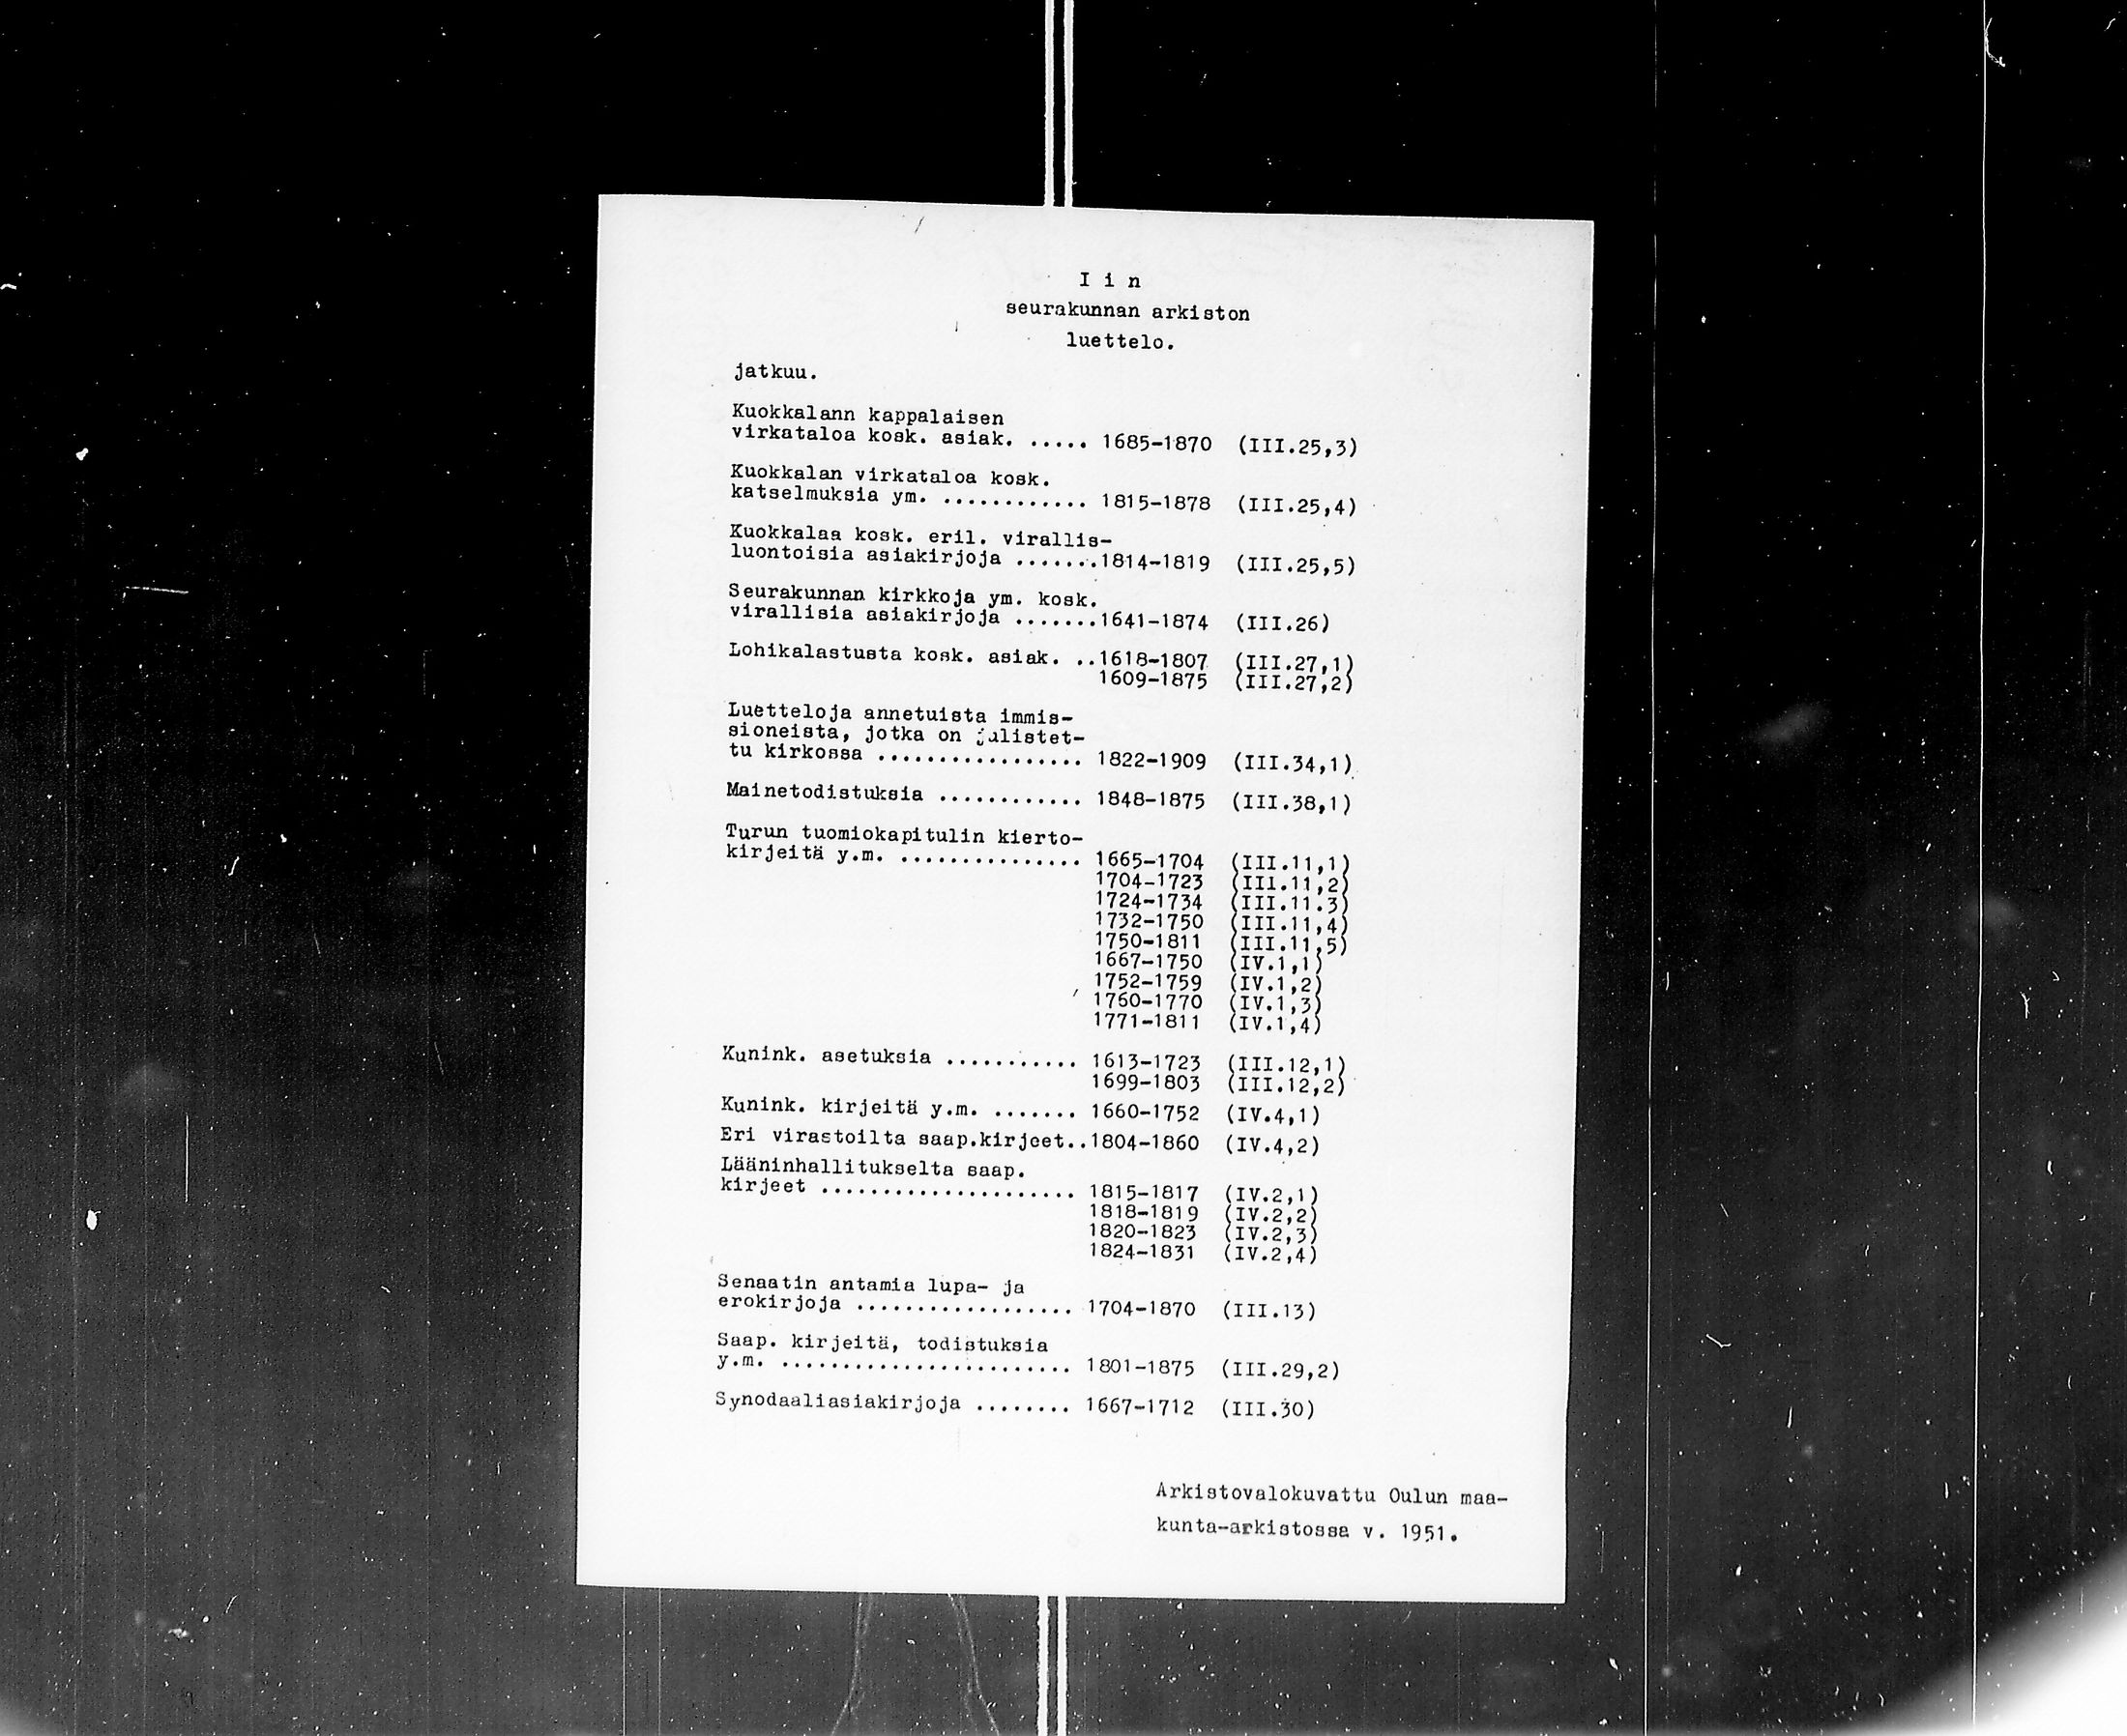 I i n
seurakunnan arkiston
luettelo.
jatkuu.
Kuokkalann kappalaisen
virkataloa kosk. asiak. ..... 1685-1870 (III.25,3)
Kuokkalan virkataloa kosk.
katselmuksia ym. ............ 1815-1878 (III.25,4)
Kuokkalaa kosk. eril. virallis-
luontoisia asiakirjoja .......1814-1819 (III.25,5)
Seurakunnan kirkkoja ym. kosk.
virallisia asiakirjoja .......1641-1874 (III.26)
Lohikalastusta kosk. asiak. ..1618-1807 (III.27,1)
1609-1875 (III.27,2)
Luetteloja annetuista immis-
sioneista, jotka on julistet-
tu kirkossa ................. 1822-1909 (III.34,1)
Mainetodistuksia ............ 1848-1875 (III.38,1)
Turun tuomiokapitulin kierto-
kirjeitä y.m. ............... 1665-1704 (III.11,1)
1704-1723 (III.11,2)
1724-1734 (III.11.3)
1732-1750 (III.11,4)
1750-1811 (III.11,5)
1667-1750 (IV.1,1)
1752-1759 (IV.1,2)
1760-1770 (IV.1,3)
1771-1811 (IV.1,4)
Kunink. asetuksia ........... 1613-1723 (III.12,1)
1699-1803 (III.12,2)
Kunink. kirjeitä y.m. ....... 1660-1752 (IV.4,1)
Eri virastoilta saap.kirjeet..1804-1860 (IV.4,2)
Lääninhallitukselta saap.
kirjeet ..................... 1815-1817 (IV.2,1)
1818-1819 (IV.2,2)
1820-1823 (IV.2,3)
1824-1831 (IV.2,4)
Senaatin antamia lupa- ja
erokirjoja .................. 1704-1870 (III.13)
Saap. kirjeitä, todistuksia
y.m. ........................ 1801-1875 (III.29,2)
Synodaaliasiakirjoja ........ 1667-1712 (III.30)
Arkistovalokuvattu Oulun maa-
kunta-arkistossa v. 1951.